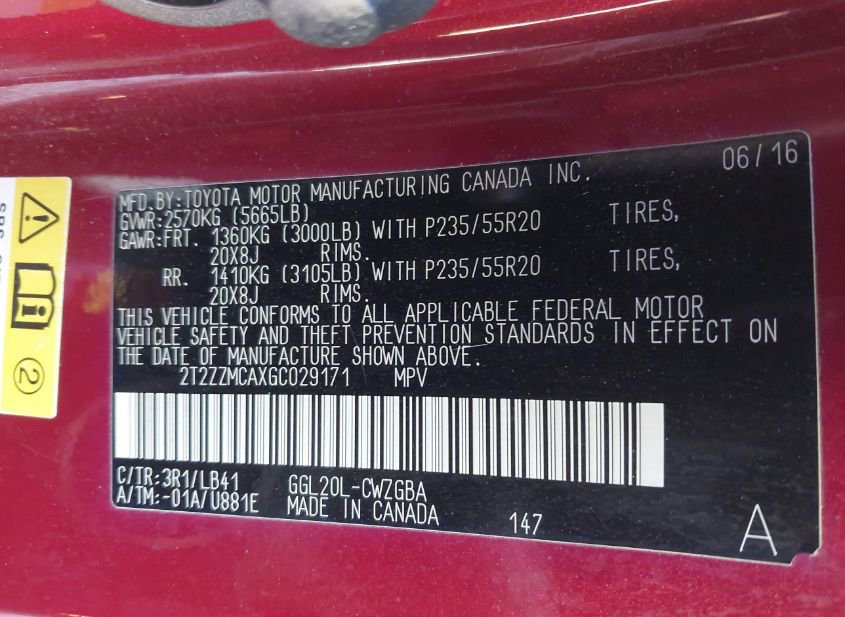 06/16
MFD.BY:TOYOTA MOTOR MANUFACTURING CANADA INC.
GVWR:2570KG (5665LB)
GAWR:FRT. 1360KG (3000LB) WITH P235/55R20 TIRES,
20X8J RIMS.
RR. 1410KG (3105LB) WITH P235/55R20 TIRES,
20X8J RIMS.
THIS VEHICLE CONFORMS TO ALL APPLICABLE FEDERAL MOTOR
VEHICLE SAFETY AND THEFT PREVENTION STANDARDS IN EFFECT ON
THE DATE OF MANUFACTURE SHOWN ABOVE.
2T2ZZMCAXGC029171 MPV
C/TR:3R1/LB41 GGL20L-CWZGBA
A/TM:-01A/U881E MADE IN CANADA
147
A
2